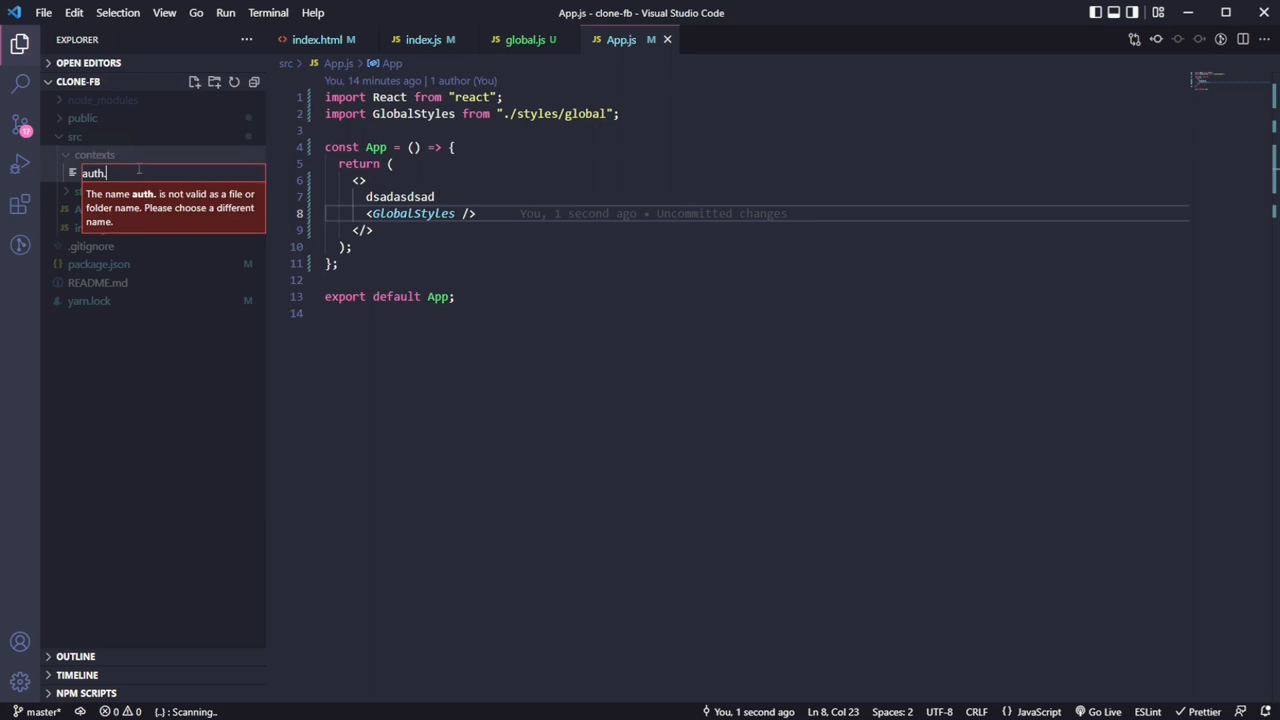 File Edit Selection View Go Run Terminal Help
App.js - clone-fb - Visual Studio Code
EXPLORER
index.html M
index.js M
global.js U
App.js M
OPEN EDITORS
CLONE-FB
node_modules
public
src
contexts
auth.
The name auth. is not valid as a file or
folder name. Please choose a different
name.
.gitignore
package.json M
README.md
yarn.lock
OUTLINE
TIMELINE
NPM SCRIPTS
src > JS App.js > App
You, 14 minutes ago | 1 author (You)
1 import React from "react";
2 import GlobalStyles from "./styles/global";
3
4 const App = () => {
5 return (
6 <>
7 dsadasdsad
8 <GlobalStyles /> You, 1 second ago • Uncommitted changes
9 </>
10 );
11 };
12
13 export default App;
14
17
master* 0 0 {..}: Scanning.. You, 1 second ago Ln 8, Col 23 Spaces: 2 UTF-8 CRLF JavaScript Go Live ESLint Prettier